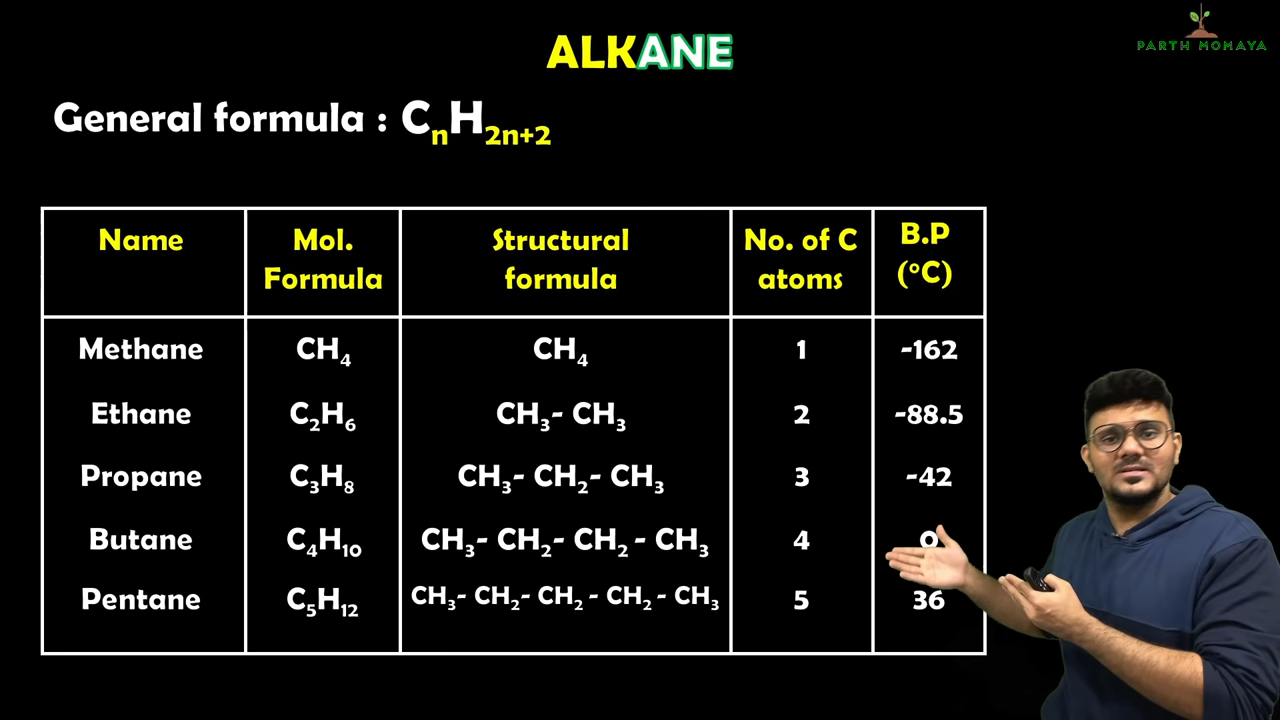 PARTH MOMAYA
ALKANE
General formula : CₙH₂ₙ₊₂
Name Mol. Formula Structural formula No. of C atoms B.P (°C)
Methane CH₄ CH₄ 1 -162
Ethane C₂H₆ CH₃- CH₃ 2 -88.5
Propane C₃H₈ CH₃- CH₂- CH₃ 3 -42
Butane C₄H₁₀ CH₃- CH₂- CH₂ - CH₃ 4 0
Pentane C₅H₁₂ CH₃- CH₂- CH₂ - CH₂ - CH₃ 5 36